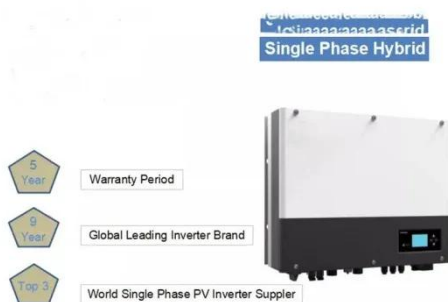 Single Phase Hybrid
5
Year
Warranty Period
9
Year
Global Leading Inverter Brand
Top 3
World Single Phase PV Inverter Suppler